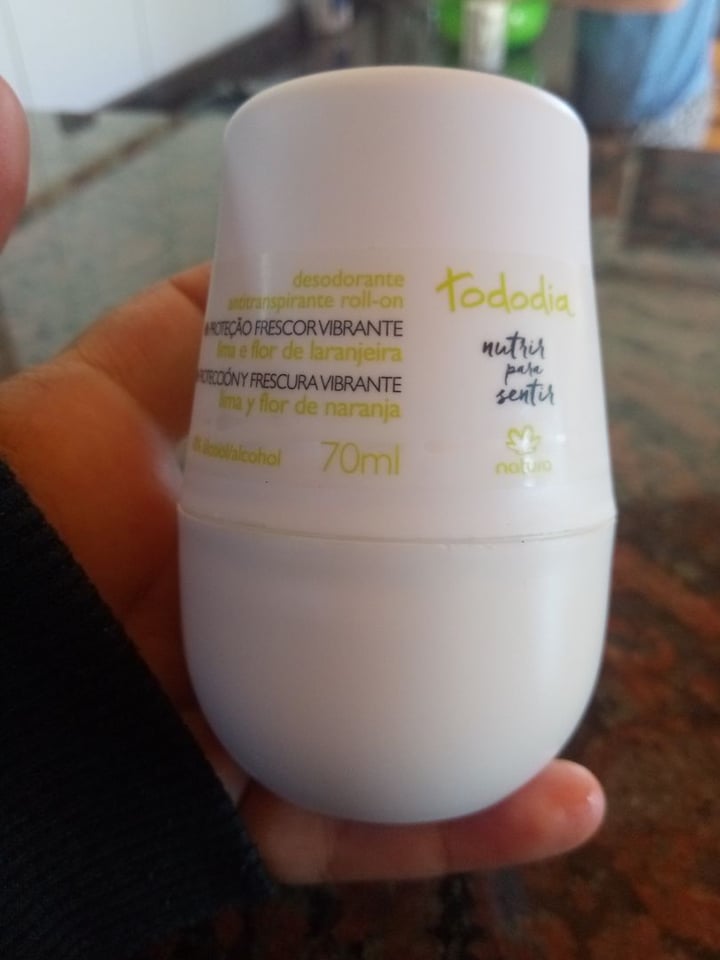 desodorante
antitranspirante roll-on
PROTEÇÃO FRESCOR VIBRANTE
lima e flor de laranjeira
PROTECCIÓN Y FRESCURA VIBRANTE
lima y flor de naranja
álcool/alcohol 70ml
tododia
nutrir
para
sentir
natura